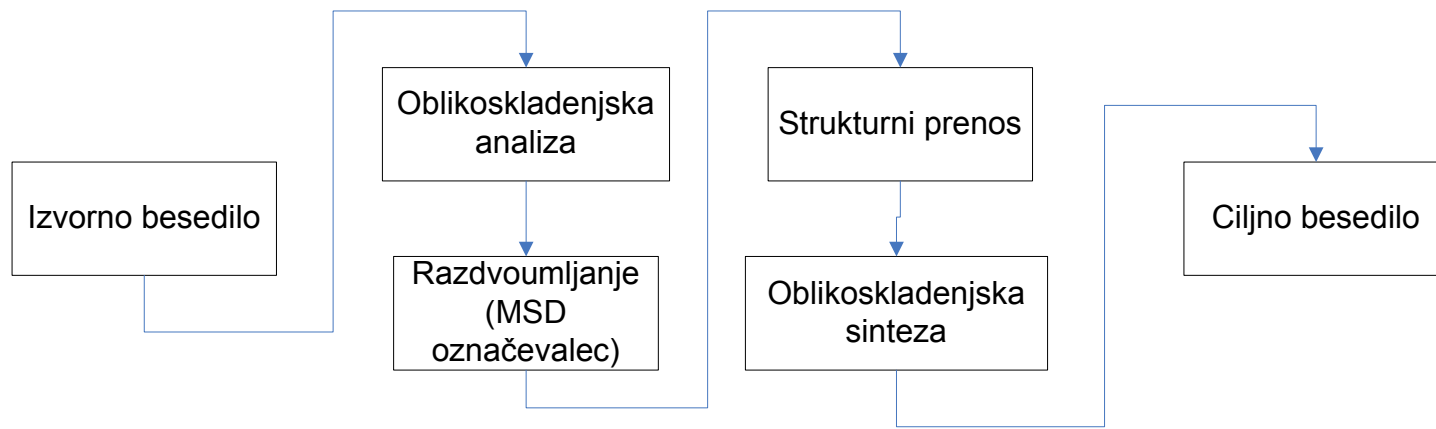 Izvorno besedilo
Oblikoskladenjska
analiza
Razdvoumljanje
(MSD
označevalec)
Strukturni prenos
Oblikoskladenjska
sinteza
Ciljno besedilo